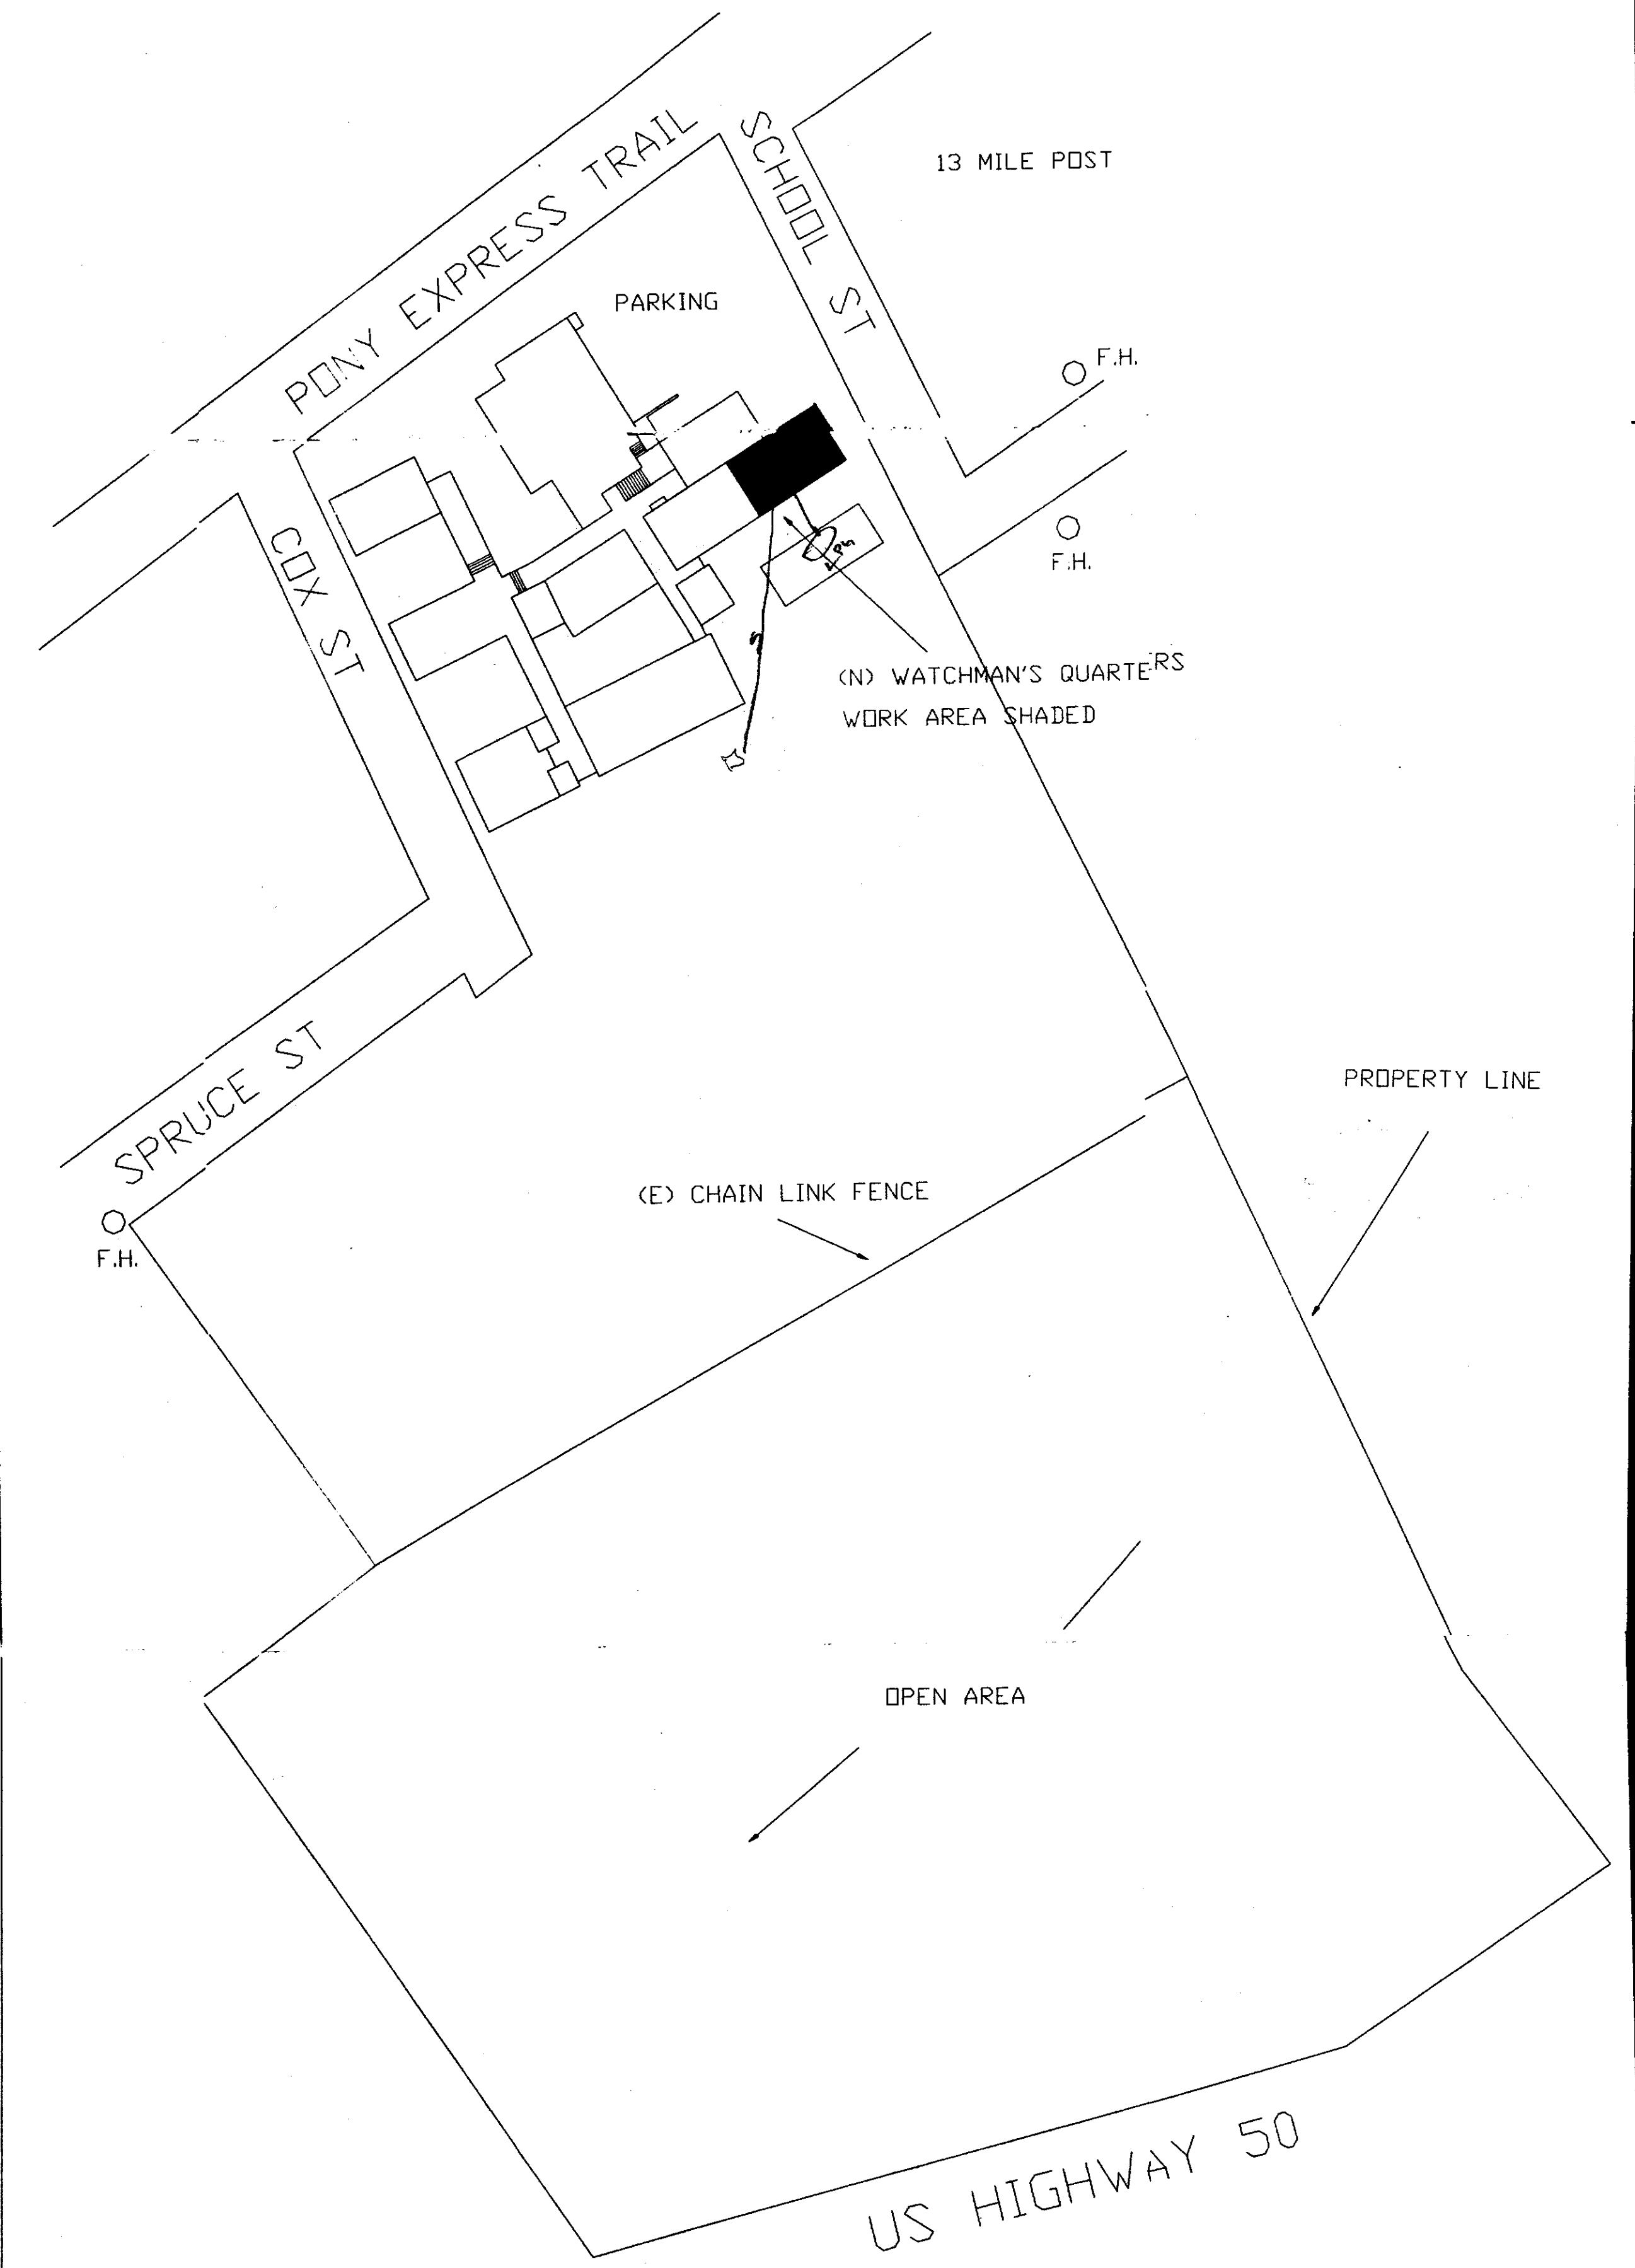 PONY EXPRESS TRAIL
SCHOOL ST
13 MILE POST
PARKING
F.H.
F.H.
COX ST
(N) WATCHMAN'S QUARTERS
WORK AREA SHADED
PROPERTY LINE
SPRUCE ST
(E) CHAIN LINK FENCE
F.H.
OPEN AREA
US HIGHWAY 50